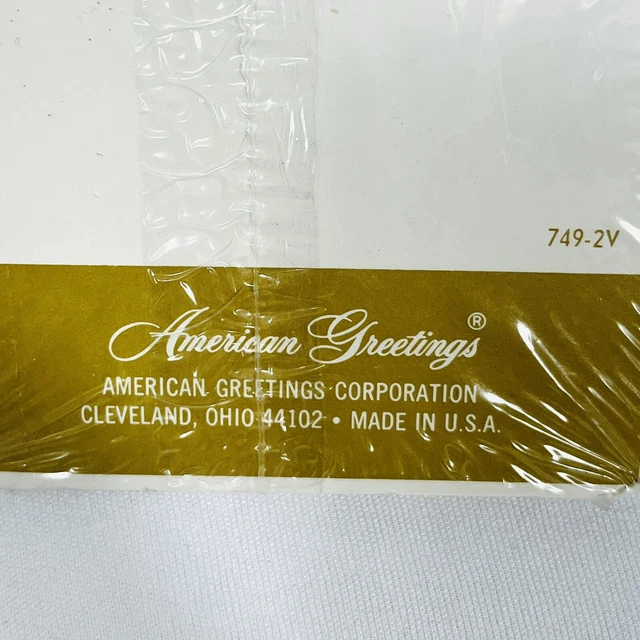 749-2V
American Greetings®
AMERICAN GREETINGS CORPORATION
CLEVELAND, OHIO 44102 • MADE IN U.S.A.